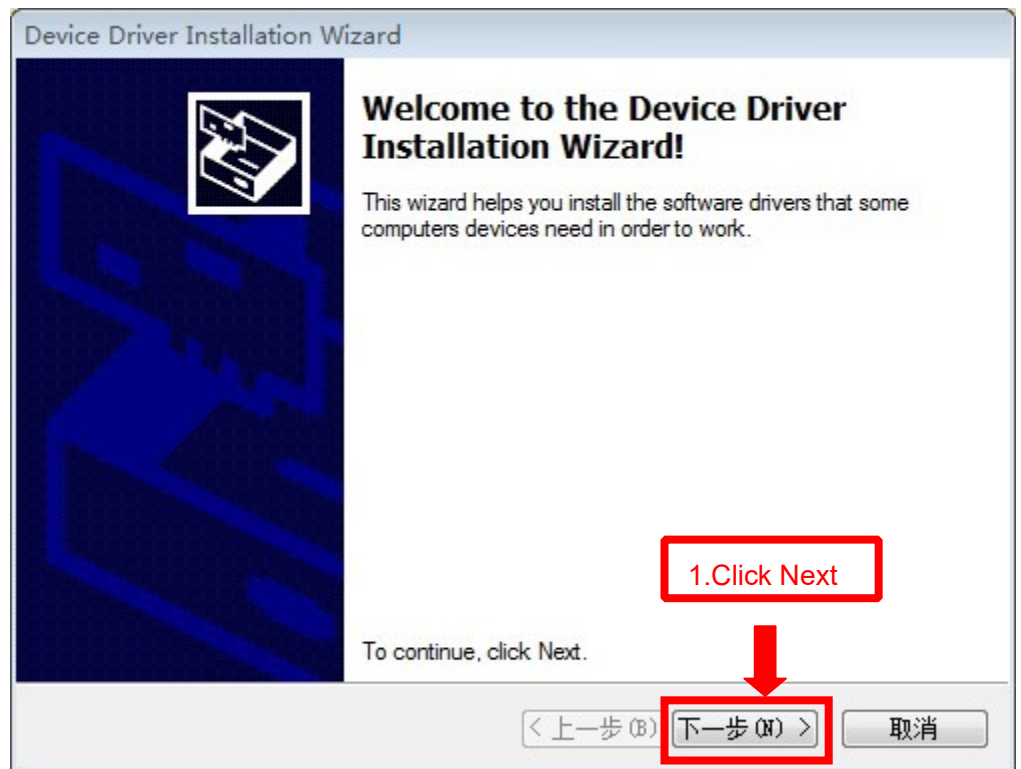 Device Driver Installation Wizard
Welcome to the Device Driver
Installation Wizard!
This wizard helps you install the software drivers that some
computers devices need in order to work.
1.Click Next
To continue, click Next.
< 上一步(B) 下一步(N) > 取消